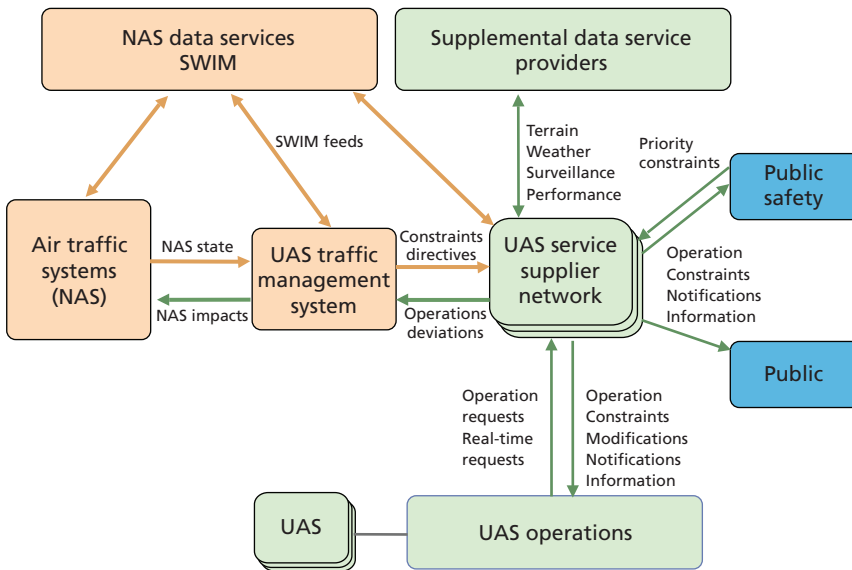 NAS data services
SWIM
Supplemental data service
providers
SWIM feeds
Terrain
Weather
Surveillance
Performance
Priority
constraints
Public
safety
Air traffic
systems
(NAS)
NAS state
NAS impacts
UAS traffic
management
system
Constraints
directives
Operations
deviations
UAS service
supplier
network
Operation
Constraints
Notifications
Information
Public
Operation
requests
Real-time
requests
Operation
Constraints
Modifications
Notifications
Information
UAS
UAS operations